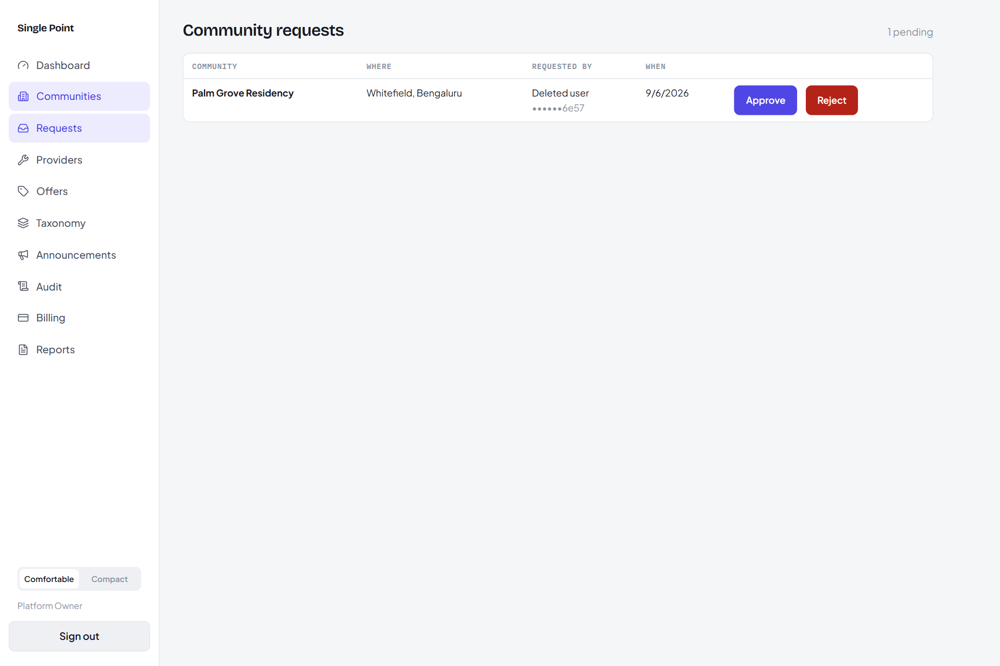 Single Point
Dashboard
Communities
Requests
Providers
Offers
Taxonomy
Announcements
Audit
Billing
Reports
Comfortable Compact
Platform Owner
Sign out
Community requests
1 pending
COMMUNITY WHERE REQUESTED BY WHEN
Palm Grove Residency Whitefield, Bengaluru Deleted user 9/6/2026 Approve Reject
••••••6e57